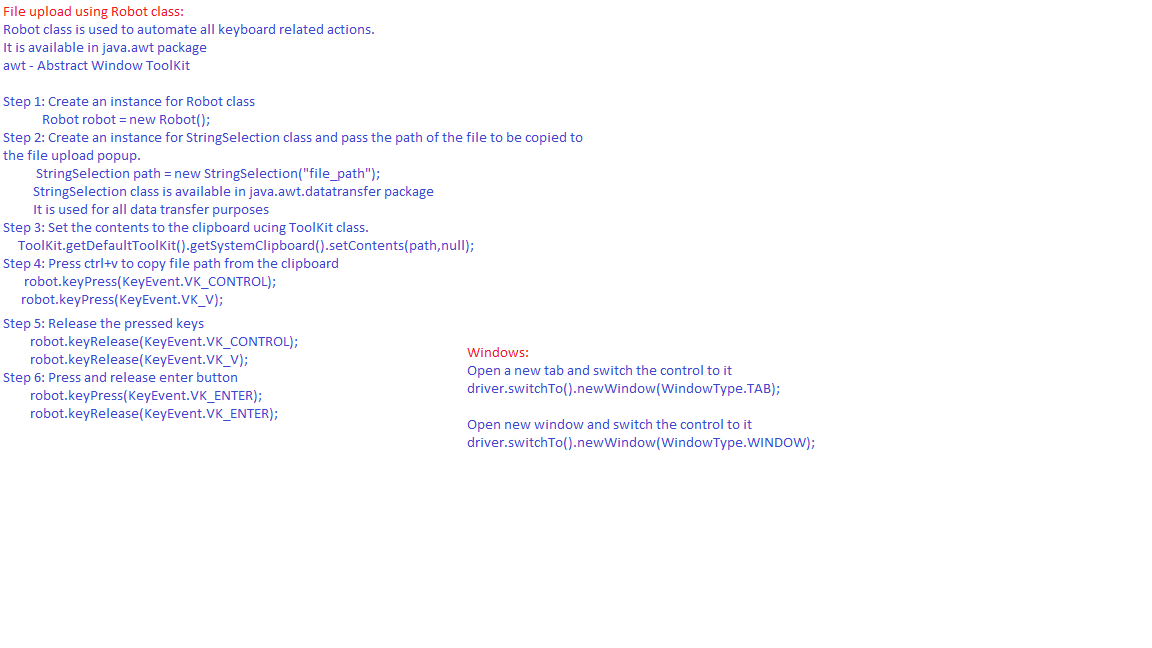 File upload using Robot class:
Robot class is used to automate all keyboard related actions.
It is available in java.awt package
awt - Abstract Window ToolKit
Step 1: Create an instance for Robot class
Robot robot = new Robot();
Step 2: Create an instance for StringSelection class and pass the path of the file to be copied to
the file upload popup.
StringSelection path = new StringSelection("file_path");
StringSelection class is available in java.awt.datatransfer package
It is used for all data transfer purposes
Step 3: Set the contents to the clipboard ucing ToolKit class.
ToolKit.getDefaultToolKit().getSystemClipboard().setContents(path,null);
Step 4: Press ctrl+v to copy file path from the clipboard
robot.keyPress(KeyEvent.VK_CONTROL);
robot.keyPress(KeyEvent.VK_V);
Step 5: Release the pressed keys
robot.keyRelease(KeyEvent.VK_CONTROL);
robot.keyRelease(KeyEvent.VK_V);
Step 6: Press and release enter button
robot.keyPress(KeyEvent.VK_ENTER);
robot.keyRelease(KeyEvent.VK_ENTER);
Windows:
Open a new tab and switch the control to it
driver.switchTo().newWindow(WindowType.TAB);
Open new window and switch the control to it
driver.switchTo().newWindow(WindowType.WINDOW);